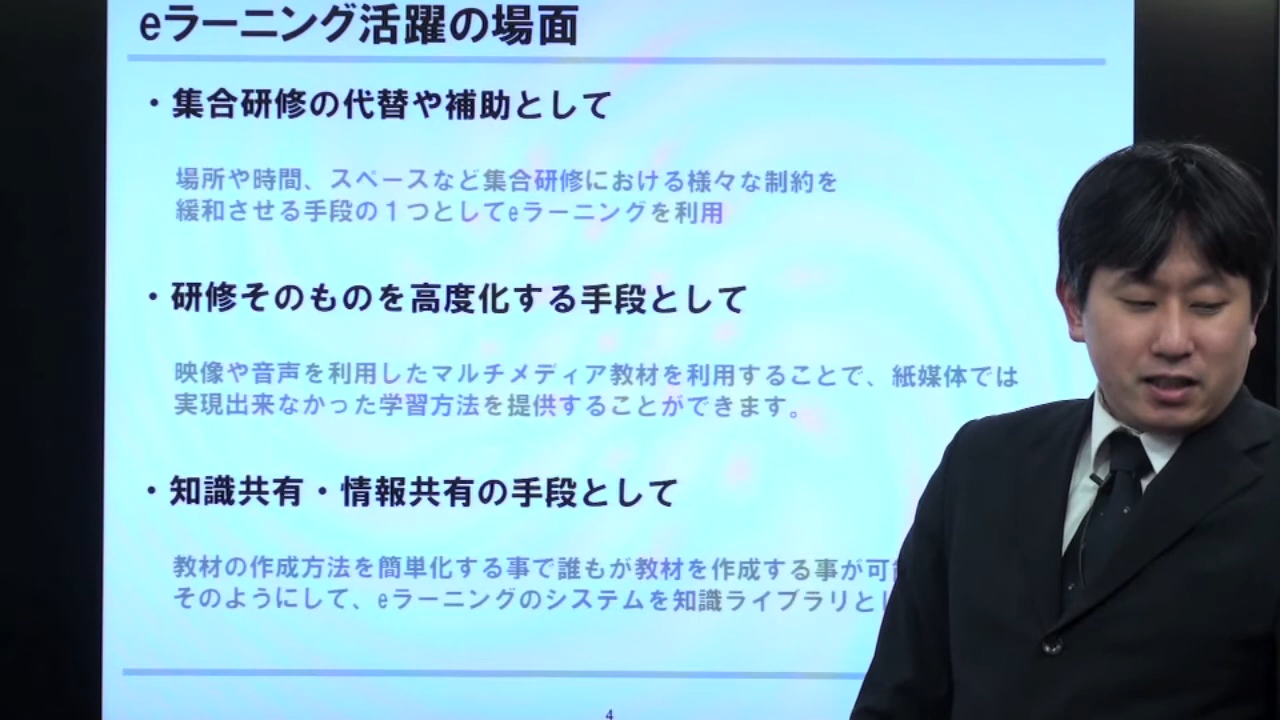 eラーニング活躍の場面
・集合研修の代替や補助として
場所や時間、スペースなど集合研修における様々な制約を
緩和させる手段の１つとしてeラーニングを利用
・研修そのものを高度化する手段として
映像や音声を利用したマルチメディア教材を利用することで、紙媒体では
実現出来なかった学習方法を提供することができます。
・知識共有・情報共有の手段として
教材の作成方法を簡単化する事で誰もが教材を作成する事が可
そのようにして、eラーニングのシステムを知識ライブラリと
4